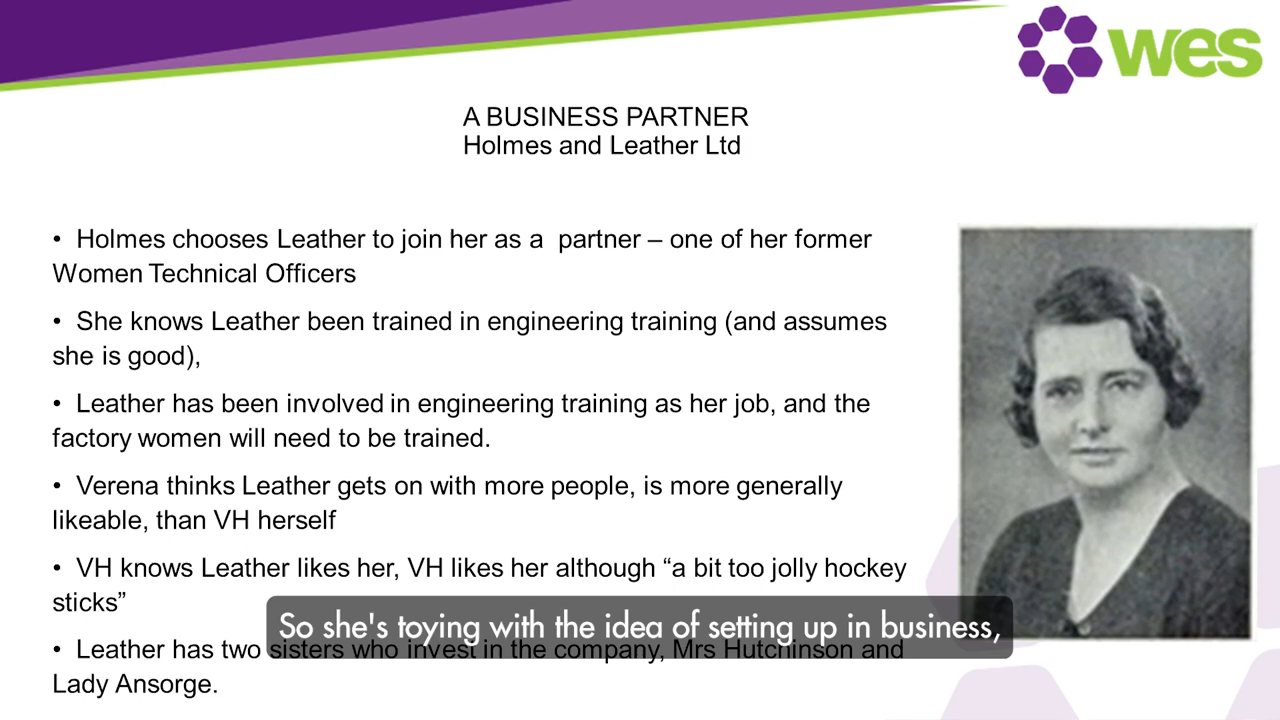 wes
A BUSINESS PARTNER
Holmes and Leather Ltd
• Holmes chooses Leather to join her as a partner – one of her former
Women Technical Officers
• She knows Leather been trained in engineering training (and assumes
she is good),
• Leather has been involved in engineering training as her job, and the
factory women will need to be trained.
• Verena thinks Leather gets on with more people, is more generally
likeable, than VH herself
• VH knows Leather likes her, VH likes her although “a bit too jolly hockey
sticks”
So she's toying with the idea of setting up in business,
• Leather has two sisters who invest in the company, Mrs Hutchinson and
Lady Ansorge.